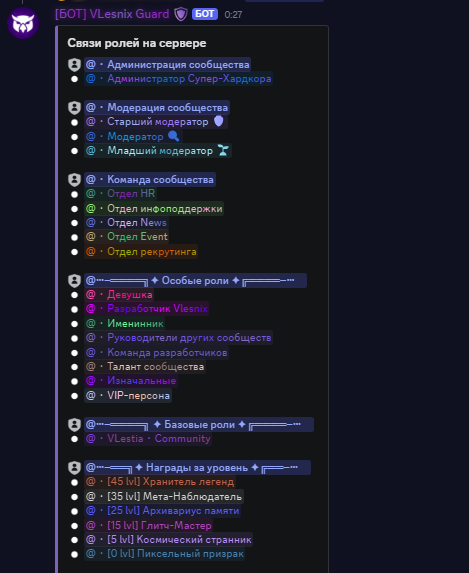 [БОТ] VLesnix Guard БОТ 0:27
Связи ролей на сервере
@・Администрация сообщества
@・Администратор Супер-Хардкора
@・Модерация сообщества
@・Старший модератор
@・Модератор
@・Младший модератор
@・Команда сообщества
@・Отдел HR
@・Отдел инфоподдержки
@・Отдел News
@・Отдел Event
@・Отдел рекрутинга
@┅━═══╗✦ Особые роли ✦╔═══━┅
@・Девушка
@・Разработчик Vlesnix
@・Именинник
@・Руководители других сообществ
@・Команда разработчиков
@・Талант сообщества
@・Изначальные
@・VIP-персона
@┅━═══╗ ✦ Базовые роли ✦╔═══━┅
@・VLestia・Community
@┅━══╗✦ Награды за уровень ✦╔══━┅
@・[45 lvl] Хранитель легенд
@・[35 lvl] Мета-Наблюдатель
@・[25 lvl] Архивариус памяти
@・[15 lvl] Глитч-Мастер
@・[5 lvl] Космический странник
@・[0 lvl] Пиксельный призрак